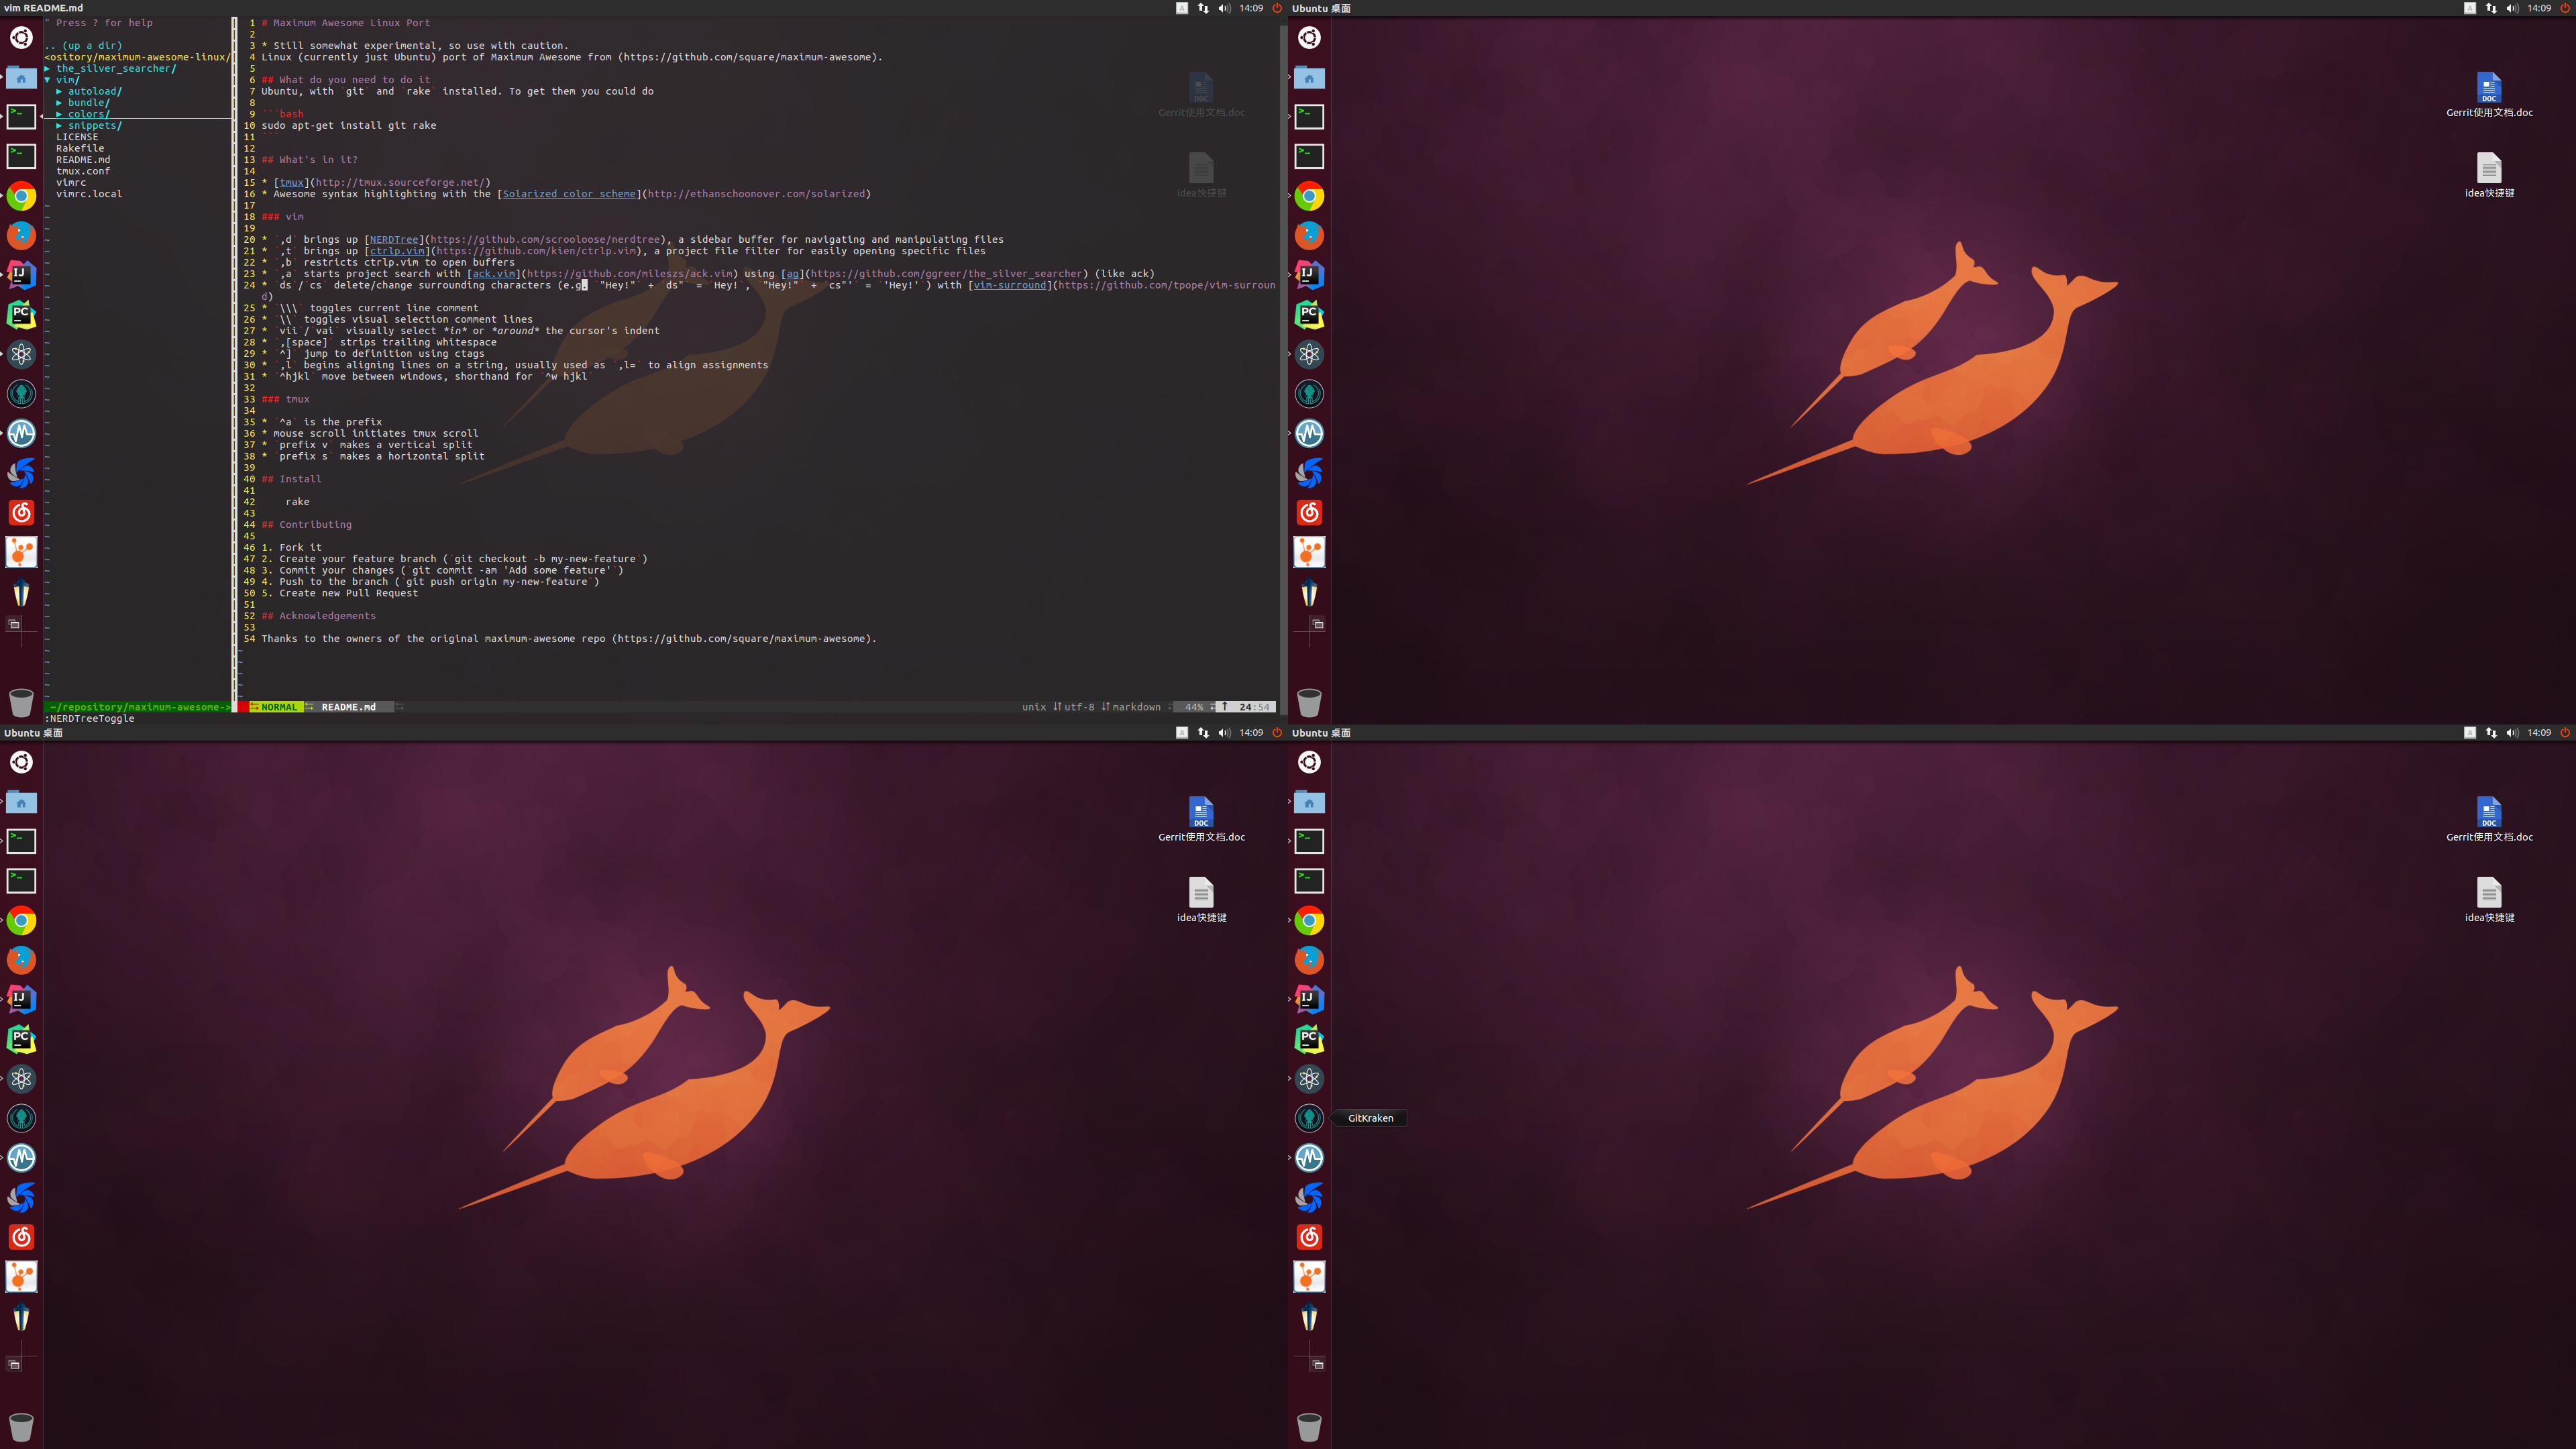 vim README.md
14:09
" Press ? for help
.. (up a dir)
<ository/maximum-awesome-linux/
▶ the_silver_searcher/
▼ vim/
▶ autoload/
▶ bundle/
▶ colors/
▶ snippets/
LICENSE
Rakefile
README.md
tmux.conf
vimrc
vimrc.local
~/repository/maximum-awesome->
1 # Maximum Awesome Linux Port
2
3 * Still somewhat experimental, so use with caution.
4 Linux (currently just Ubuntu) port of Maximum Awesome from (https://github.com/square/maximum-awesome).
5
6 ## What do you need to do it
7 Ubuntu, with `git` and `rake` installed. To get them you could do
8
9 ```bash
10 sudo apt-get install git rake
11 ```
12
13 ## What's in it?
14
15 * [tmux](http://tmux.sourceforge.net/)
16 * Awesome syntax highlighting with the [Solarized color scheme](http://ethanschoonover.com/solarized)
17
18 ### vim
19
20 * `,d` brings up [NERDTree](https://github.com/scrooloose/nerdtree), a sidebar buffer for navigating and manipulating files
21 * `,t` brings up [ctrlp.vim](https://github.com/kien/ctrlp.vim), a project file filter for easily opening specific files
22 * `,b` restricts ctrlp.vim to open buffers
23 * `,a` starts project search with [ack.vim](https://github.com/mileszs/ack.vim) using [ag](https://github.com/ggreer/the_silver_searcher) (like ack)
24 * `ds`/`cs` delete/change surrounding characters (e.g. `"Hey!"` + `ds"` = `Hey!`, `"Hey!"` + `cs"'` = `'Hey!'`) with [vim-surround](https://github.com/tpope/vim-surroun
d)
25 * `\\\` toggles current line comment
26 * `\\` toggles visual selection comment lines
27 * `vii`/`vai` visually select *in* or *around* the cursor's indent
28 * `,[space]` strips trailing whitespace
29 * `^]` jump to definition using ctags
30 * `,l` begins aligning lines on a string, usually used as `,l=` to align assignments
31 * `^hjkl` move between windows, shorthand for `^w hjkl`
32
33 ### tmux
34
35 * `^a` is the prefix
36 * mouse scroll initiates tmux scroll
37 * `prefix v` makes a vertical split
38 * `prefix s` makes a horizontal split
39
40 ## Install
41
42 rake
43
44 ## Contributing
45
46 1. Fork it
47 2. Create your feature branch (`git checkout -b my-new-feature`)
48 3. Commit your changes (`git commit -am 'Add some feature'`)
49 4. Push to the branch (`git push origin my-new-feature`)
50 5. Create new Pull Request
51
52 ## Acknowledgements
53
54 Thanks to the owners of the original maximum-awesome repo (https://github.com/square/maximum-awesome).
NORMAL README.md unix utf-8 markdown 44% 24:54
:NERDTreeToggle
Gerrit使用文档.doc
idea快捷键
Ubuntu 桌面
14:09
DOC
Gerrit使用文档.doc
idea快捷键
IJ
PC
Ubuntu 桌面
14:09
DOC
Gerrit使用文档.doc
idea快捷键
IJ
PC
Ubuntu 桌面
14:09
DOC
Gerrit使用文档.doc
idea快捷键
IJ
PC
GitKraken